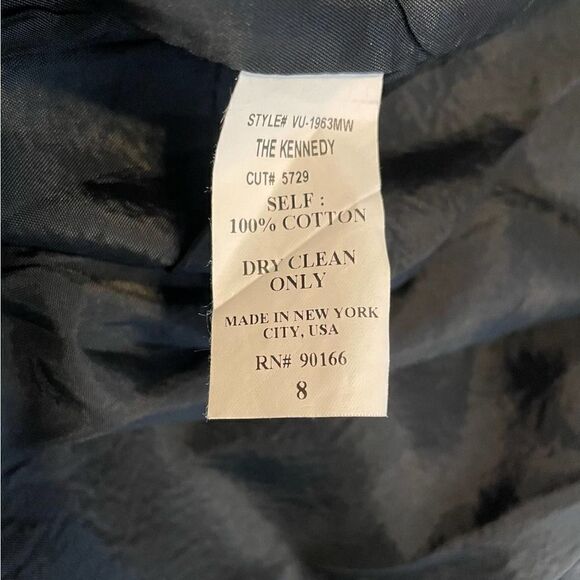 STYLE# VU-1963MW
THE KENNEDY
CUT# 5729
SELF :
100% COTTON
DRY CLEAN
ONLY
MADE IN NEW YORK
CITY, USA
RN# 90166
8